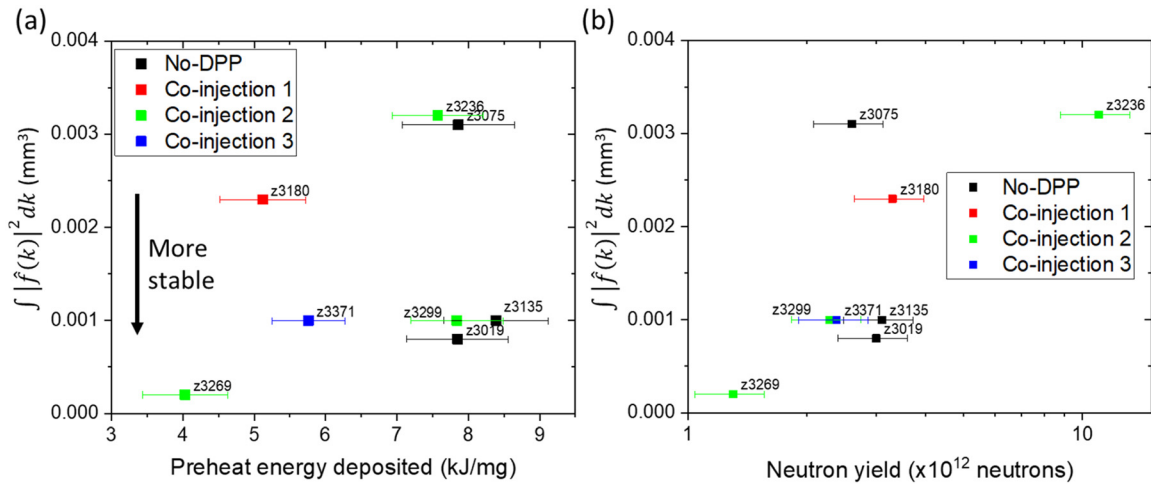 (a)
0.004
0.003
0.002
0.001
0.000
∫|f̂(k)|² dk (mm³)
No-DPP
Co-injection 1
Co-injection 2
Co-injection 3
z3236
z3075
z3180
More
stable
z3371
z3299
z3135
z3019
z3269
3 4 5 6 7 8 9
Preheat energy deposited (kJ/mg)
(b)
0.004
0.003
0.002
0.001
0.000
∫|f̂(k)|² dk (mm³)
z3236
z3075
z3180
No-DPP
Co-injection 1
Co-injection 2
Co-injection 3
z3299
z3371
z3135
z3019
z3269
1 10
Neutron yield (x10¹² neutrons)